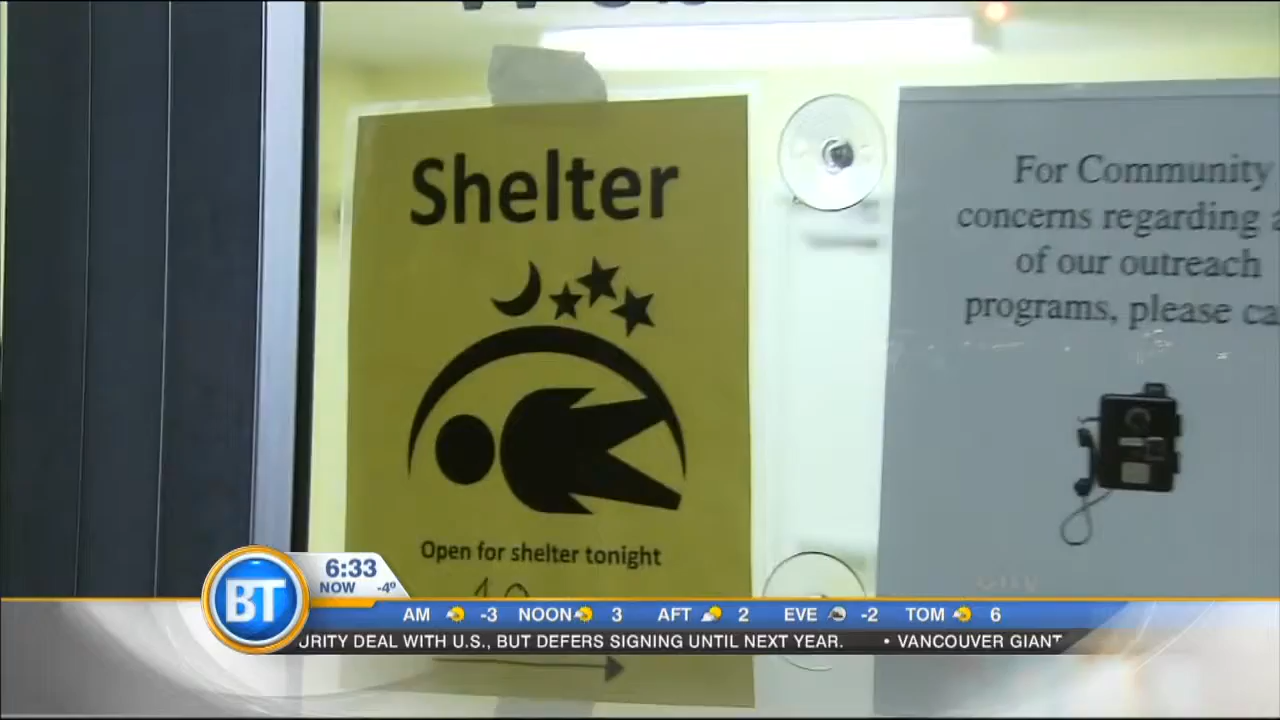 Shelter
Open for shelter tonight
For Community
concerns regarding
of our outreach
programs, please
BT
6:33
NOW -4°
AM -3 NOON 3 AFT 2 EVE -2 TOM 6
URITY DEAL WITH U.S., BUT DEFERS SIGNING UNTIL NEXT YEAR. • VANCOUVER GIANT